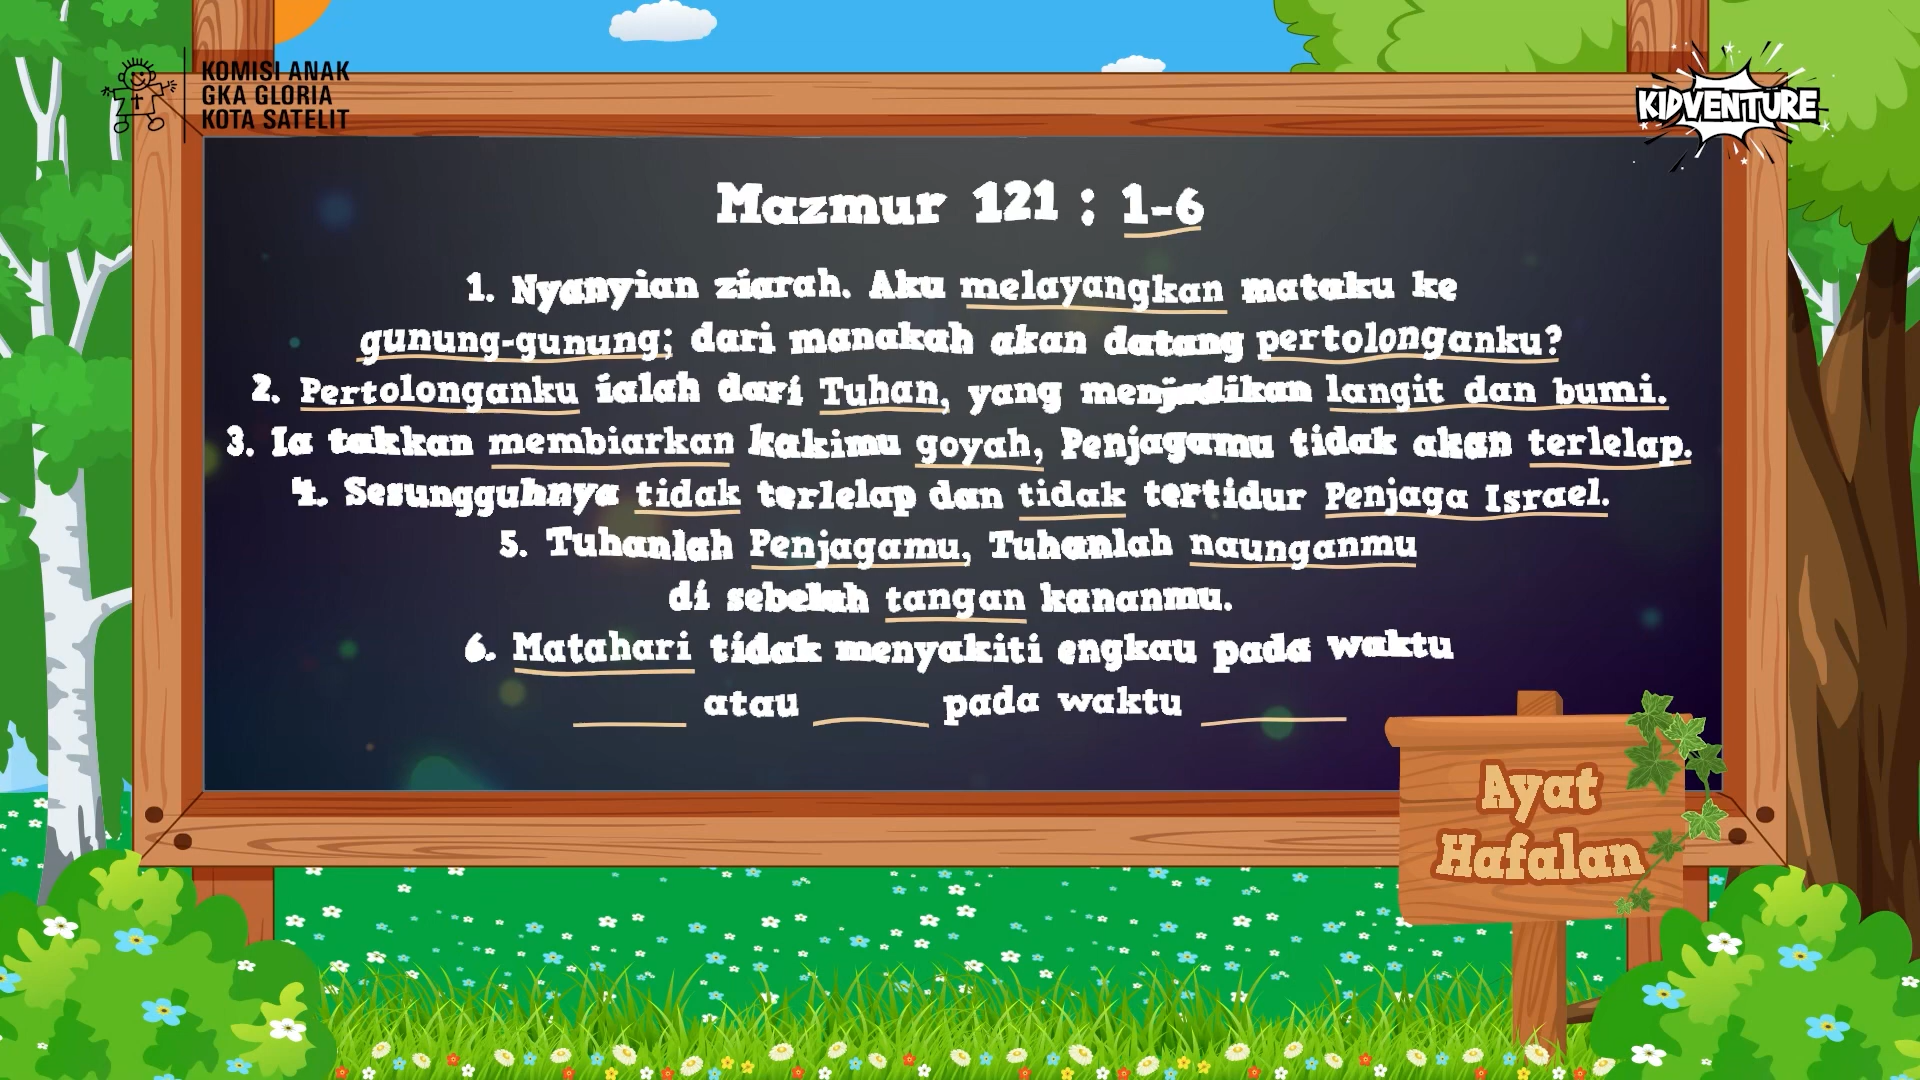 KOMISI ANAK
GKA GLORIA
KOTA SATELIT
KIDVENTURE
Mazmur 121 : 1-6
1. Nyanyian ziarah. Aku melayangkan mataku ke
gunung-gunung; dari manakah akan datang pertolonganku?
2. Pertolonganku ialah dari Tuhan, yang menjadikan langit dan bumi.
3. Ia takkan membiarkan kakimu goyah, Penjagamu tidak akan terlelap.
4. Sesungguhnya tidak terlelap dan tidak tertidur Penjaga Israel.
5. Tuhanlah Penjagamu, Tuhanlah naunganmu
di sebelah tangan kananmu.
6. Matahari tidak menyakiti engkau pada waktu
____ atau ____ pada waktu ____
Ayat
Hafalan